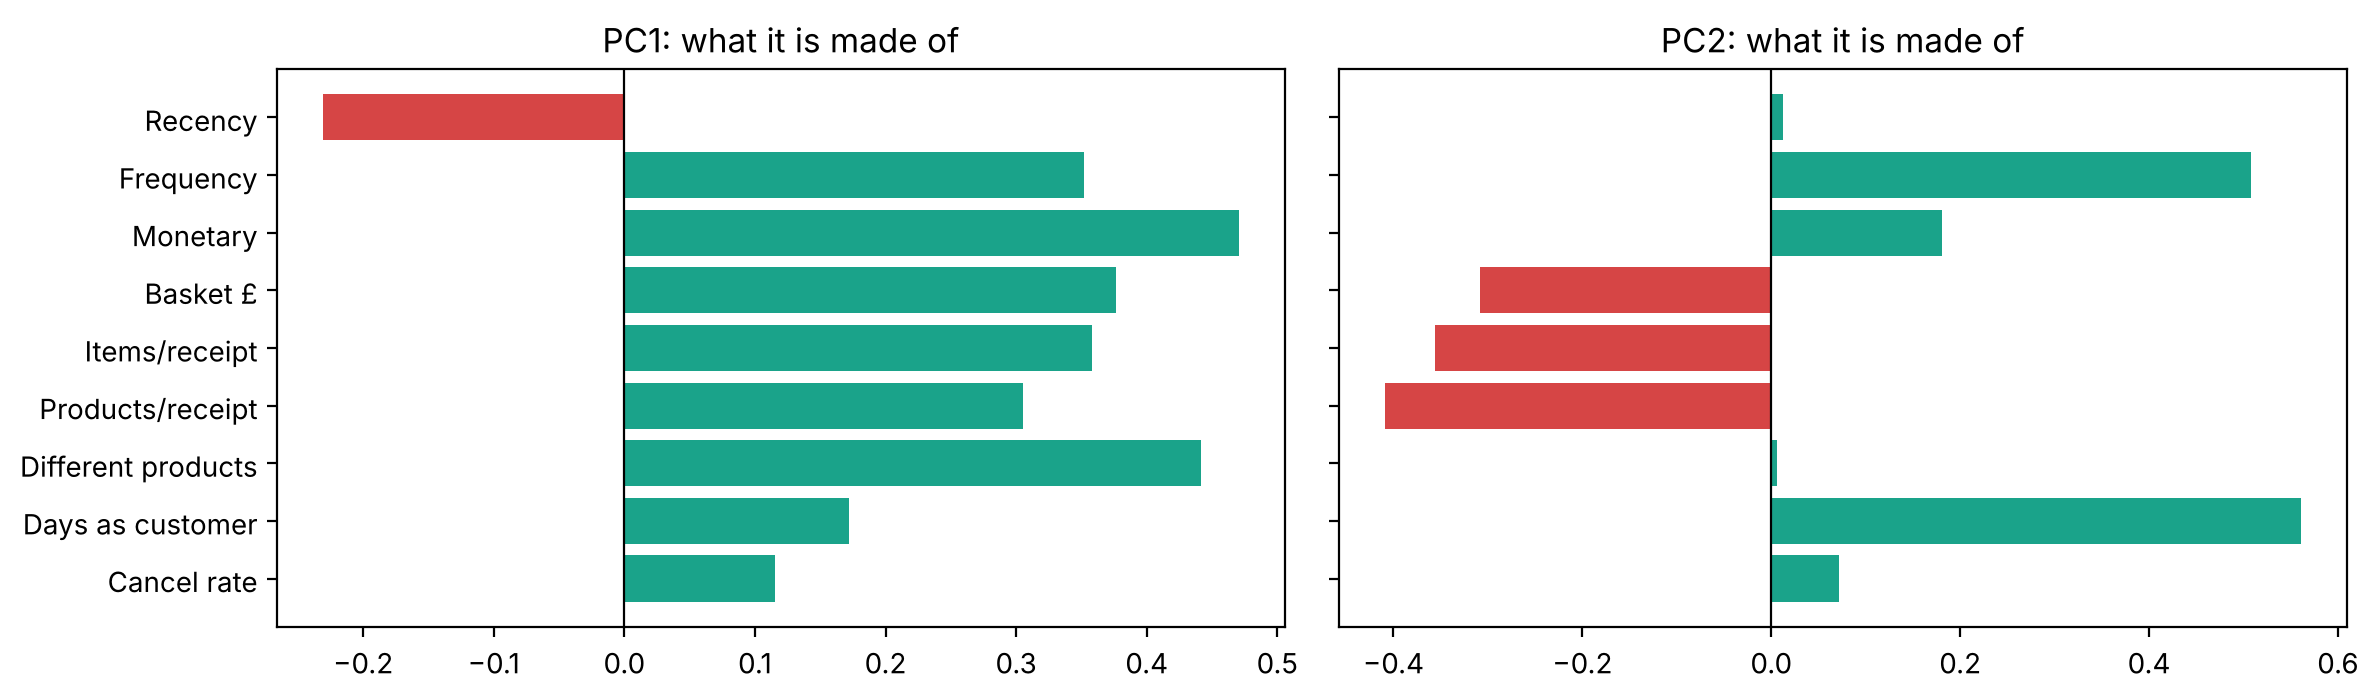 PC1: what it is made of
Recency
Frequency
Monetary
Basket £
Items/receipt
Products/receipt
Different products
Days as customer
Cancel rate
−0.2 −0.1 0.0 0.1 0.2 0.3 0.4 0.5
PC2: what it is made of
−0.4 −0.2 0.0 0.2 0.4 0.6